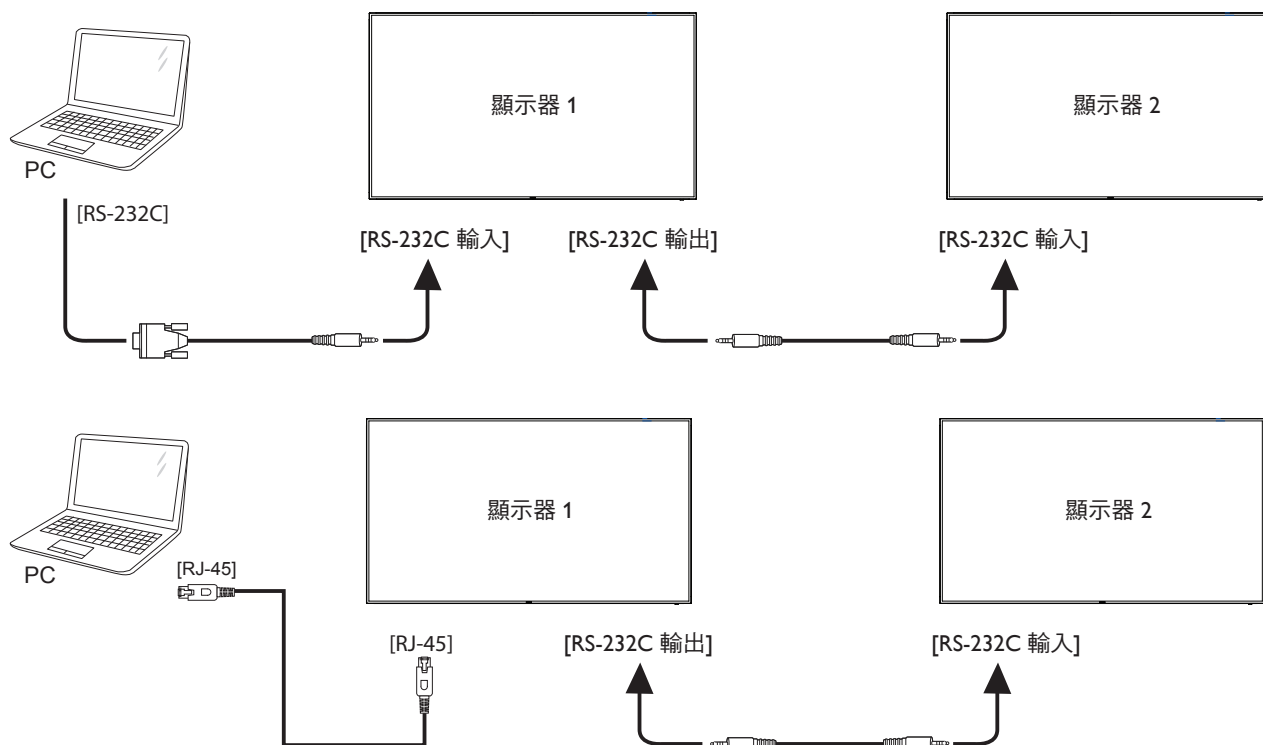 顯示器 1
顯示器 2
PC
[RS-232C]
[RS-232C 輸入]
[RS-232C 輸出]
[RS-232C 輸入]
顯示器 1
顯示器 2
PC
[RJ-45]
[RJ-45]
[RS-232C 輸出]
[RS-232C 輸入]